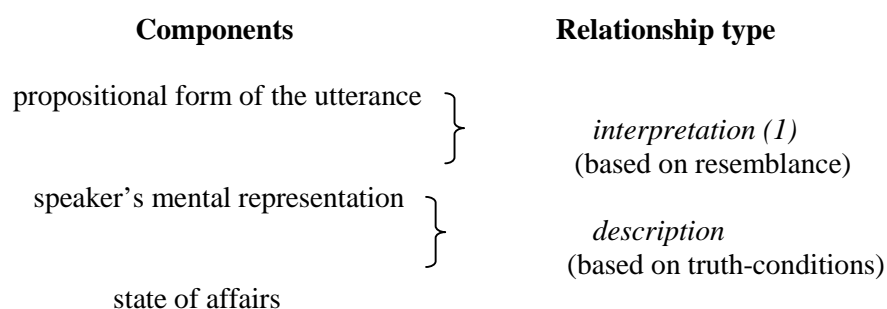 Components Relationship type
propositional form of the utterance
interpretation (1)
(based on resemblance)
speaker’s mental representation
description
(based on truth-conditions)
state of affairs